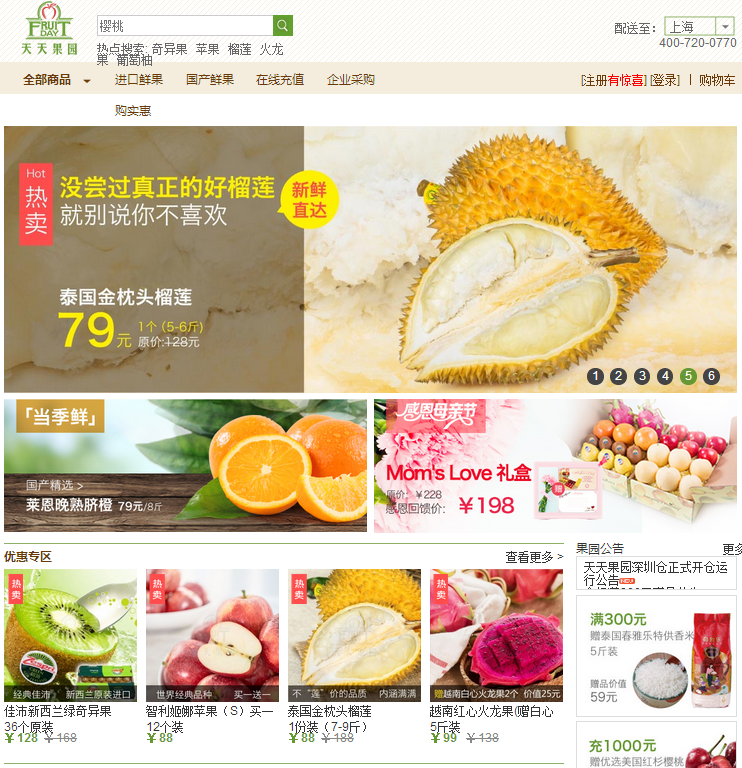 FRUIT
DAY
天天果园
樱桃
热点搜索: 奇异果 苹果 榴莲 火龙
果 葡萄柚
配送至：
上海
400-720-0770
全部商品
进口鲜果
国产鲜果
在线充值
企业采购
[注册有惊喜] [登录] | 购物车
购实惠
Hot
热
卖
没尝过真正的好榴莲
就别说你不喜欢
新鲜
直达
泰国金枕头榴莲
79元
1个（5-6斤）
原价:128元
1 2 3 4 5 6
「当季鲜」
国产精选 >
莱恩晚熟脐橙 79元/8斤
感恩母亲节
Mom's Love 礼盒
原价：￥228
感恩回馈价： ￥198
赠
优惠专区
查看更多 >
热
卖
经典佳沛 新西兰原装进口
佳沛新西兰绿奇异果
36个原装
￥128 ￥168
世界经典品种 买一送一
智利姬娜苹果（S）买一
12个装
￥88
热
卖
不“莲”价的品质 内涵满满
泰国金枕头榴莲
1份装（7-9斤）
￥88 ￥188
热
卖
赠越南白心火龙果2个 价值25元
越南红心火龙果(赠白心
5斤装
￥99 ￥138
果园公告
更多
天天果园深圳仓正式开仓运
行公告
满300元
赠泰国春雅乐特供香米
5斤装
赠品价值
59元
充1000元
赠优选美国红杉樱桃